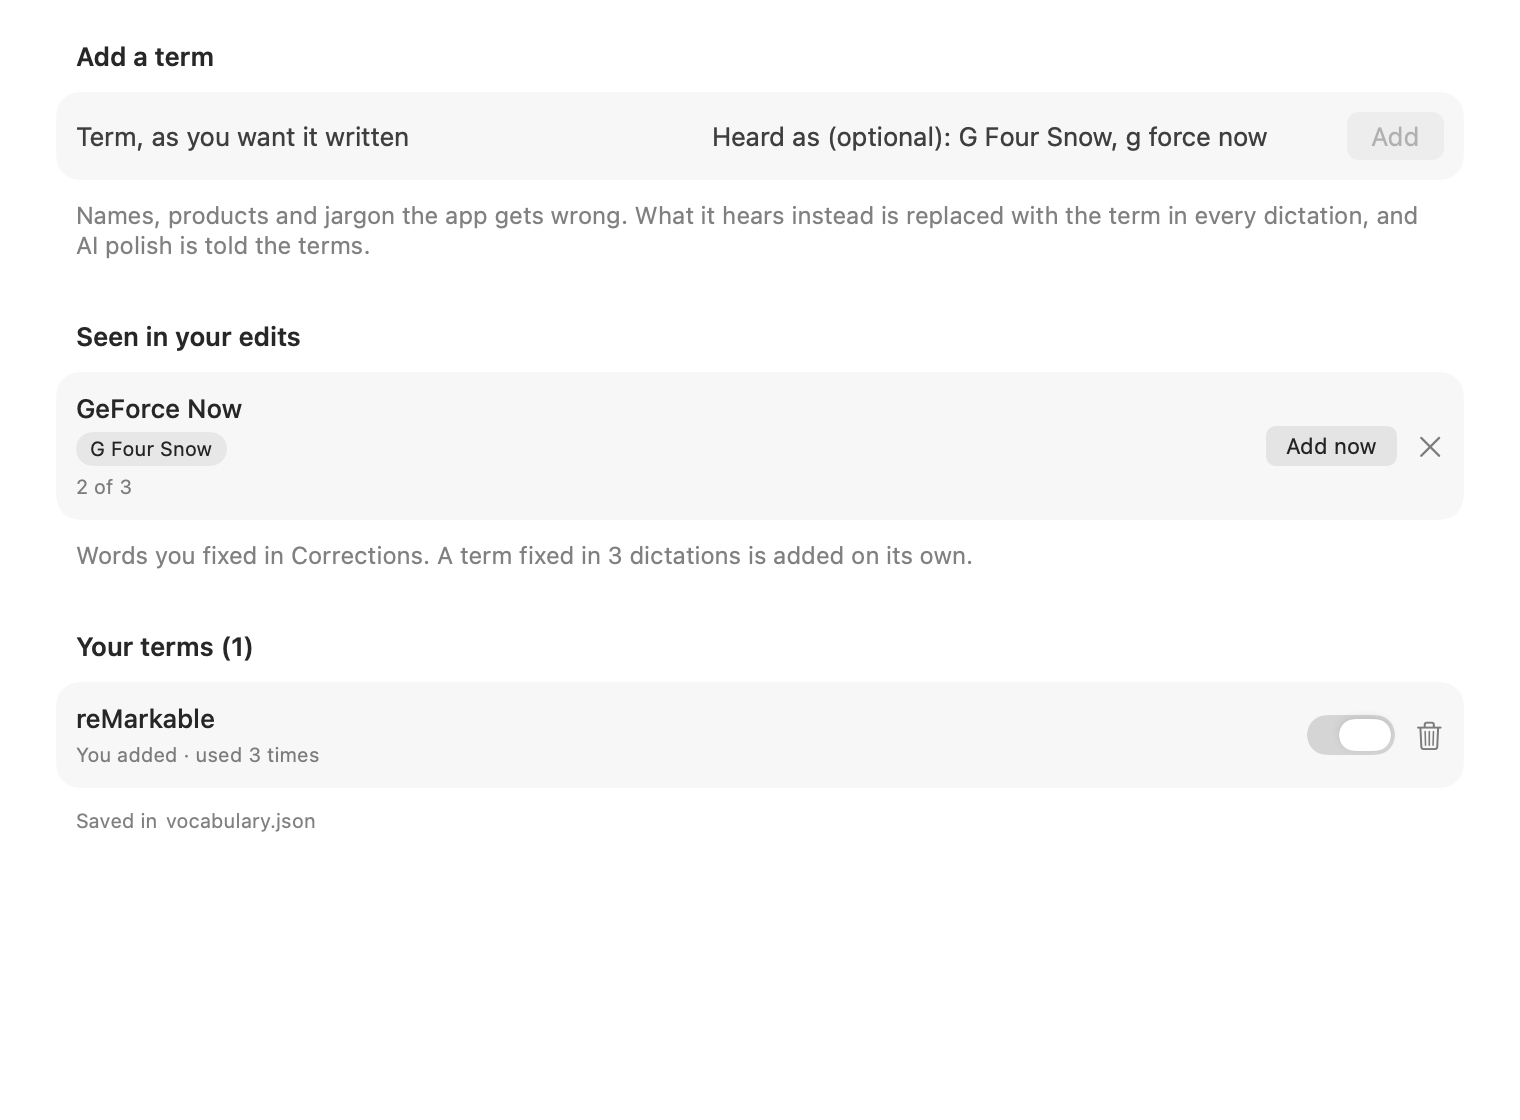 Add a term
Term, as you want it written
Heard as (optional): G Four Snow, g force now
Add
Names, products and jargon the app gets wrong. What it hears instead is replaced with the term in every dictation, and
AI polish is told the terms.
Seen in your edits
GeForce Now
G Four Snow
2 of 3
Add now
Words you fixed in Corrections. A term fixed in 3 dictations is added on its own.
Your terms (1)
reMarkable
You added · used 3 times
Saved in vocabulary.json